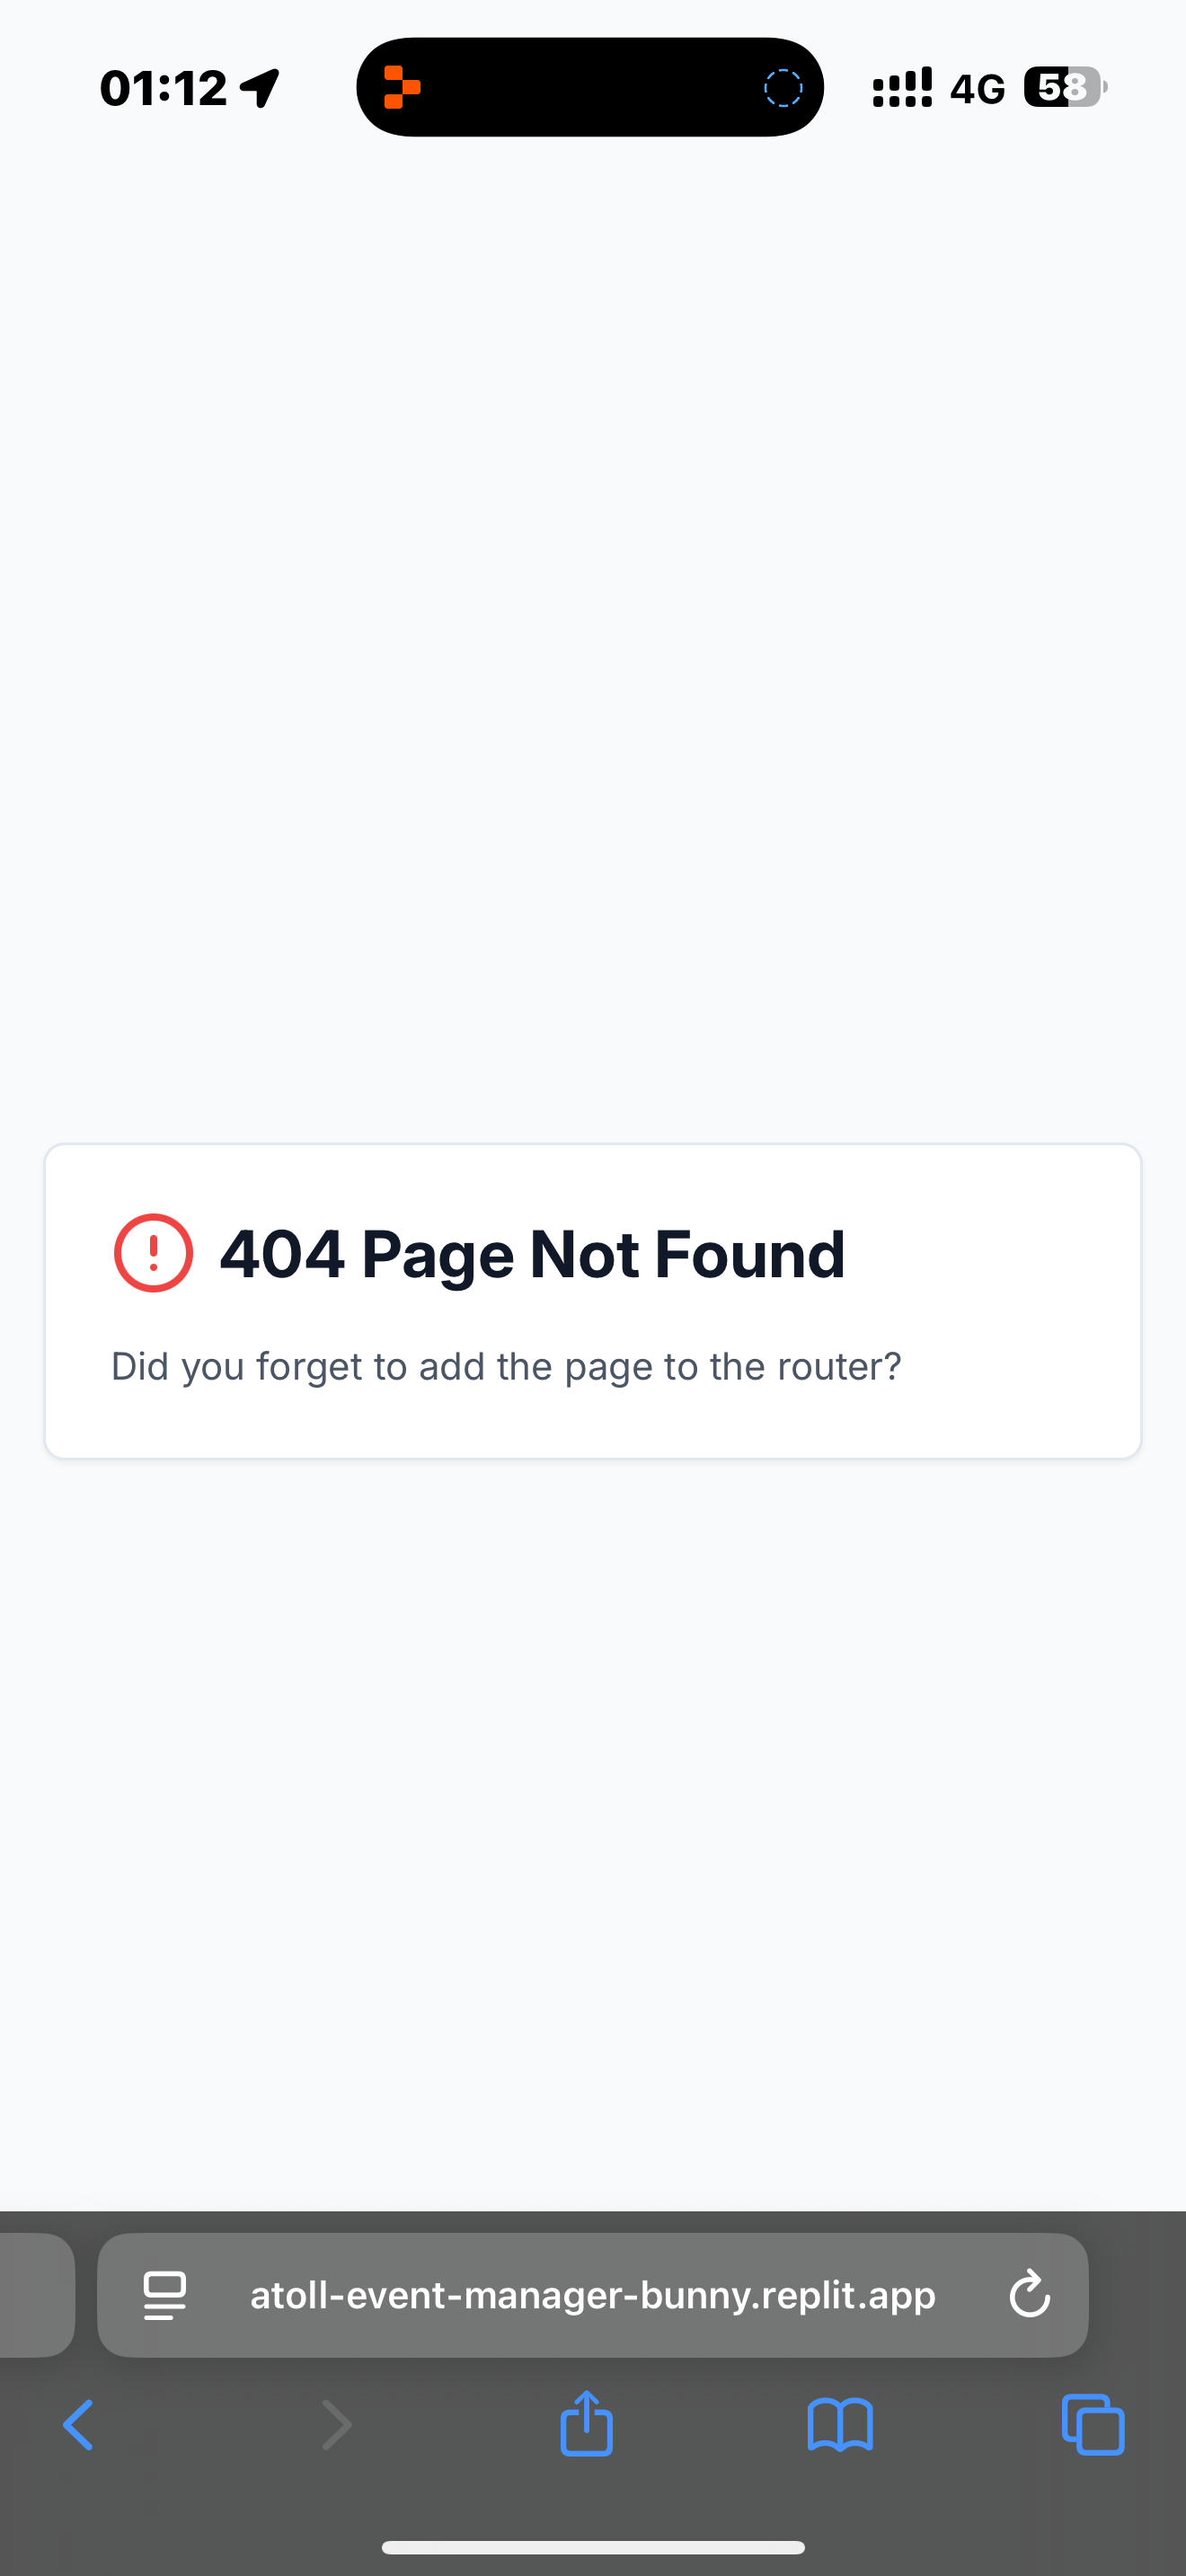 01:12
4G
58
404 Page Not Found
Did you forget to add the page to the router?
atoll-event-manager-bunny.replit.app